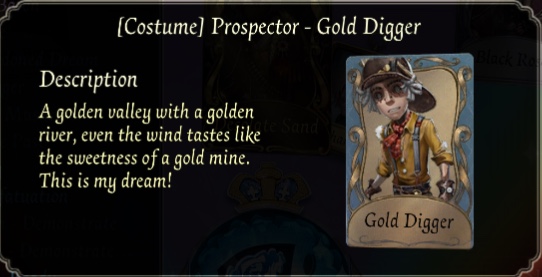 [Costume] Prospector - Gold Digger
Description
A golden valley with a golden
river, even the wind tastes like
the sweetness of a gold mine.
This is my dream!
Gold Digger